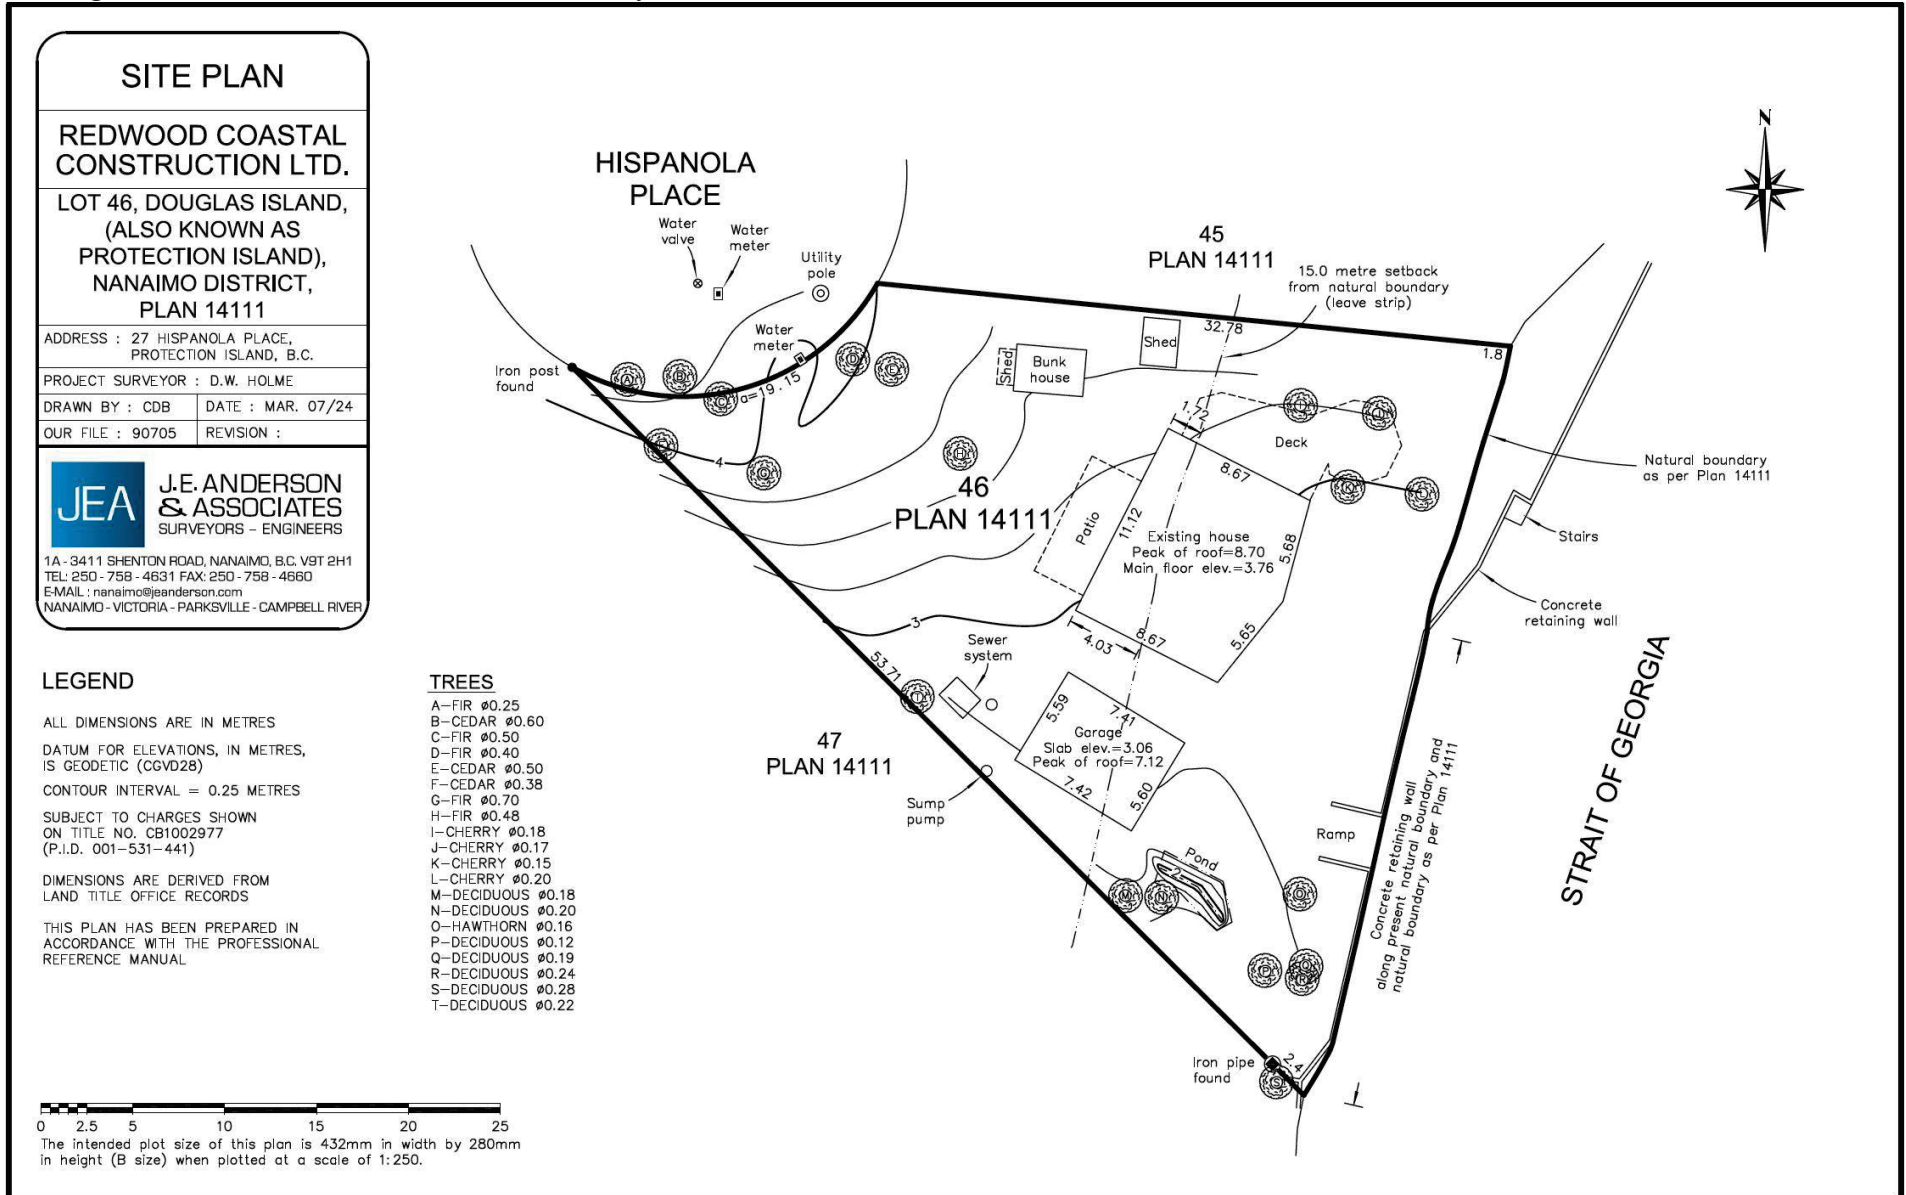 SITE PLAN
REDWOOD COASTAL
CONSTRUCTION LTD.
LOT 46, DOUGLAS ISLAND,
(ALSO KNOWN AS
PROTECTION ISLAND),
NANAIMO DISTRICT,
PLAN 14111
ADDRESS : 27 HISPANOLA PLACE,
PROTECTION ISLAND, B.C.
PROJECT SURVEYOR : D.W. HOLME
DRAWN BY : CDB
DATE : MAR. 07/24
OUR FILE : 90705
REVISION :
JEA
J.E. ANDERSON
& ASSOCIATES
SURVEYORS - ENGINEERS
1A - 3411 SHENTON ROAD, NANAIMO, B.C. V9T 2H1
TEL: 250 - 758 - 4631 FAX: 250 - 758 - 4660
E-MAIL : nanaimo@jeanderson.com
NANAIMO - VICTORIA - PARKSVILLE - CAMPBELL RIVER
LEGEND
ALL DIMENSIONS ARE IN METRES
DATUM FOR ELEVATIONS, IN METRES,
IS GEODETIC (CGVD28)
CONTOUR INTERVAL = 0.25 METRES
SUBJECT TO CHARGES SHOWN
ON TITLE NO. CB1002977
(P.I.D. 001-531-441)
DIMENSIONS ARE DERIVED FROM
LAND TITLE OFFICE RECORDS
THIS PLAN HAS BEEN PREPARED IN
ACCORDANCE WITH THE PROFESSIONAL
REFERENCE MANUAL
TREES
A-FIR ø0.25
B-CEDAR ø0.60
C-FIR ø0.50
D-FIR ø0.40
E-CEDAR ø0.50
F-CEDAR ø0.38
G-FIR ø0.70
H-FIR ø0.48
I-CHERRY ø0.18
J-CHERRY ø0.17
K-CHERRY ø0.15
L-CHERRY ø0.20
M-DECIDUOUS ø0.18
N-DECIDUOUS ø0.20
O-HAWTHORN ø0.16
P-DECIDUOUS ø0.12
Q-DECIDUOUS ø0.19
R-DECIDUOUS ø0.24
S-DECIDUOUS ø0.28
T-DECIDUOUS ø0.22
0 2.5 5 10 15 20 25
The intended plot size of this plan is 432mm in width by 280mm
in height (B size) when plotted at a scale of 1:250.
HISPANOLA
PLACE
Water
valve
Water
meter
Utility
pole
Water
meter
Iron post
found
A
B
C
D
E
a=19.15
G
H
4
45
PLAN 14111
32.78
1.8
15.0 metre setback
from natural boundary
(leave strip)
N
Shed
Shed
Bunk
house
Deck
I
J
K
L
1.72
8.67
11.12
5.68
5.65
8.67
4.03
Patio
46
PLAN 14111
Existing house
Peak of roof=8.70
Main floor elev.=3.76
Natural boundary
as per Plan 14111
Stairs
Concrete
retaining wall
3
53.71
Sewer
system
T
47
PLAN 14111
5.59
7.41
Garage
Slab elev.=3.06
Peak of roof=7.12
7.42
5.60
Sump
pump
Pond
2
M
N
O
P
Q
R
S
Ramp
Concrete retaining wall
along present natural boundary and
natural boundary as per Plan 14111
STRAIT OF GEORGIA
Iron pipe
found
2.4